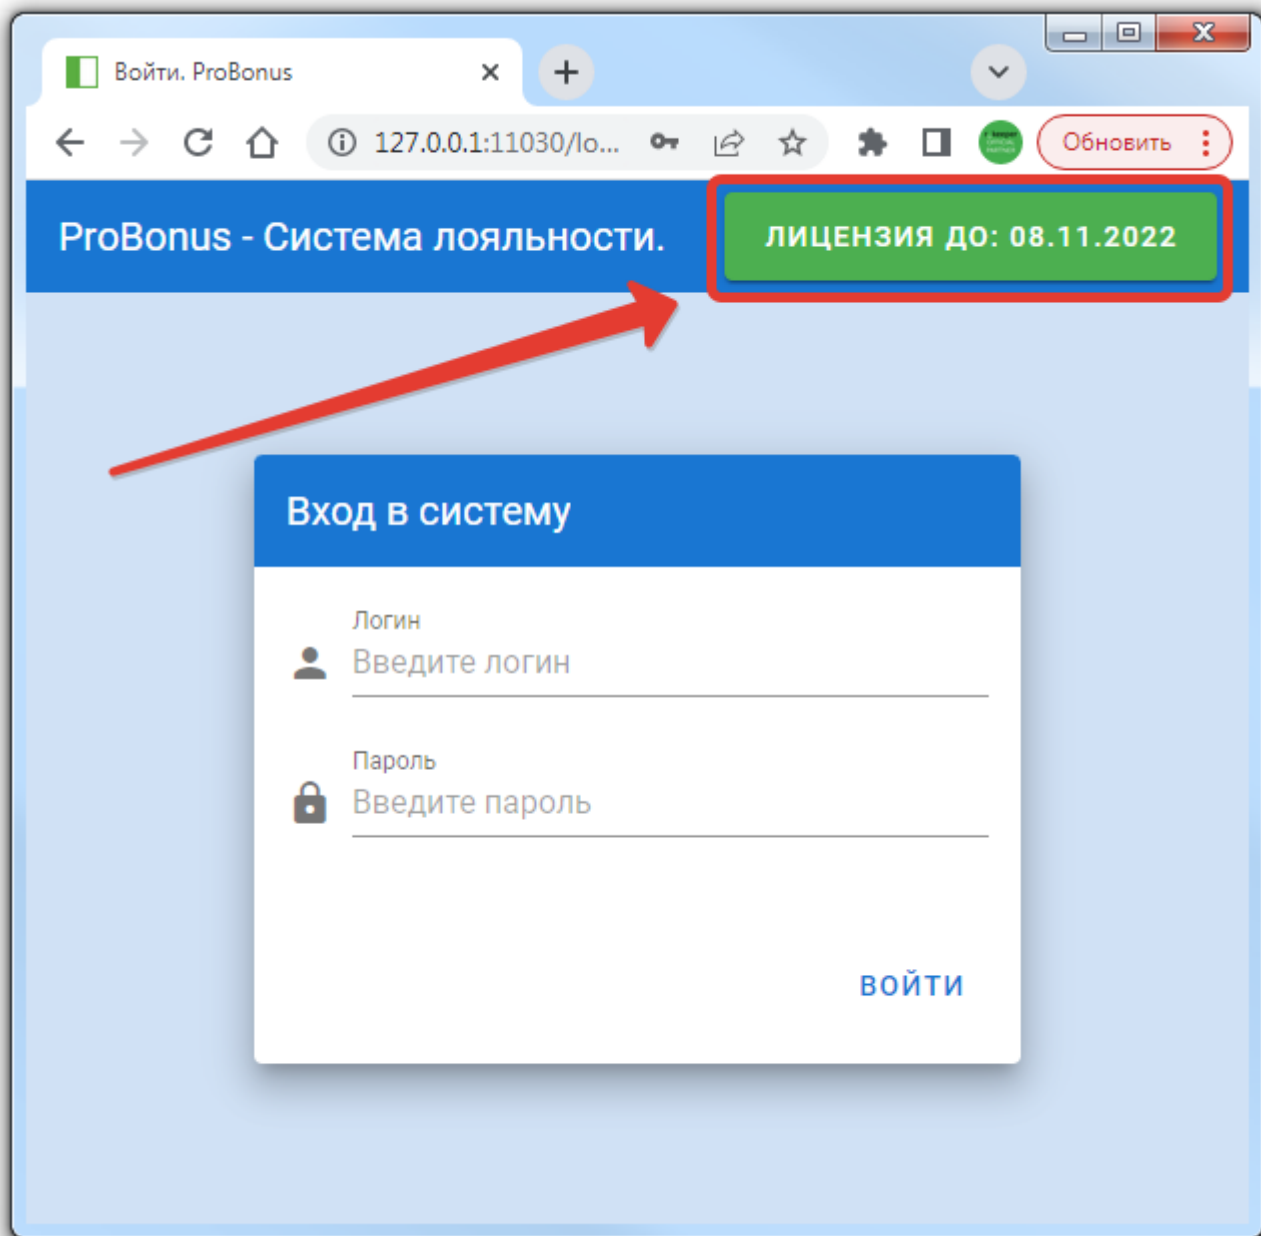 Войти. ProBonus
127.0.0.1:11030/lo...
Обновить
ProBonus - Система лояльности.
ЛИЦЕНЗИЯ ДО: 08.11.2022
Вход в систему
Логин
Введите логин
Пароль
Введите пароль
ВОЙТИ